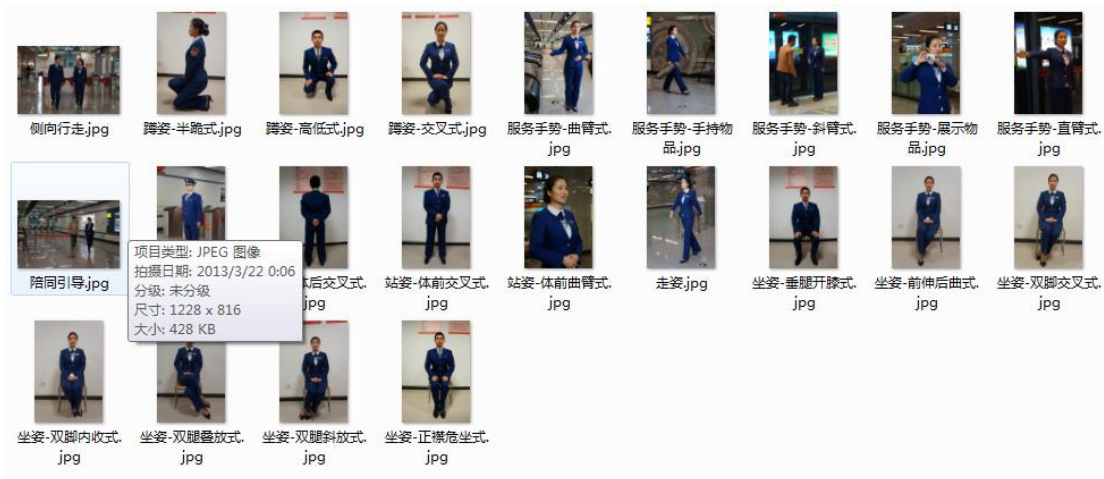 侧向行走.jpg
蹲姿-半跪式.jpg
蹲姿-高低式.jpg
蹲姿-交叉式.jpg
服务手势-曲臂式.
jpg
服务手势-手持物
品.jpg
服务手势-斜臂式.
jpg
服务手势-展示物
品.jpg
服务手势-直臂式.
jpg
陪同引导.jpg
项目类型: JPEG 图像
拍摄日期: 2013/3/22 0:06
分级: 未分级
尺寸: 1228 x 816
大小: 428 KB
后交叉式.
jpg
站姿-体前交叉式.
jpg
站姿-体前曲臂式.
jpg
走姿.jpg
坐姿-垂腿开膝式.
jpg
坐姿-前伸后曲式.
jpg
坐姿-双脚交叉式.
jpg
坐姿-双脚内收式.
jpg
坐姿-双腿叠放式.
jpg
坐姿-双腿斜放式.
jpg
坐姿-正襟危坐式.
jpg